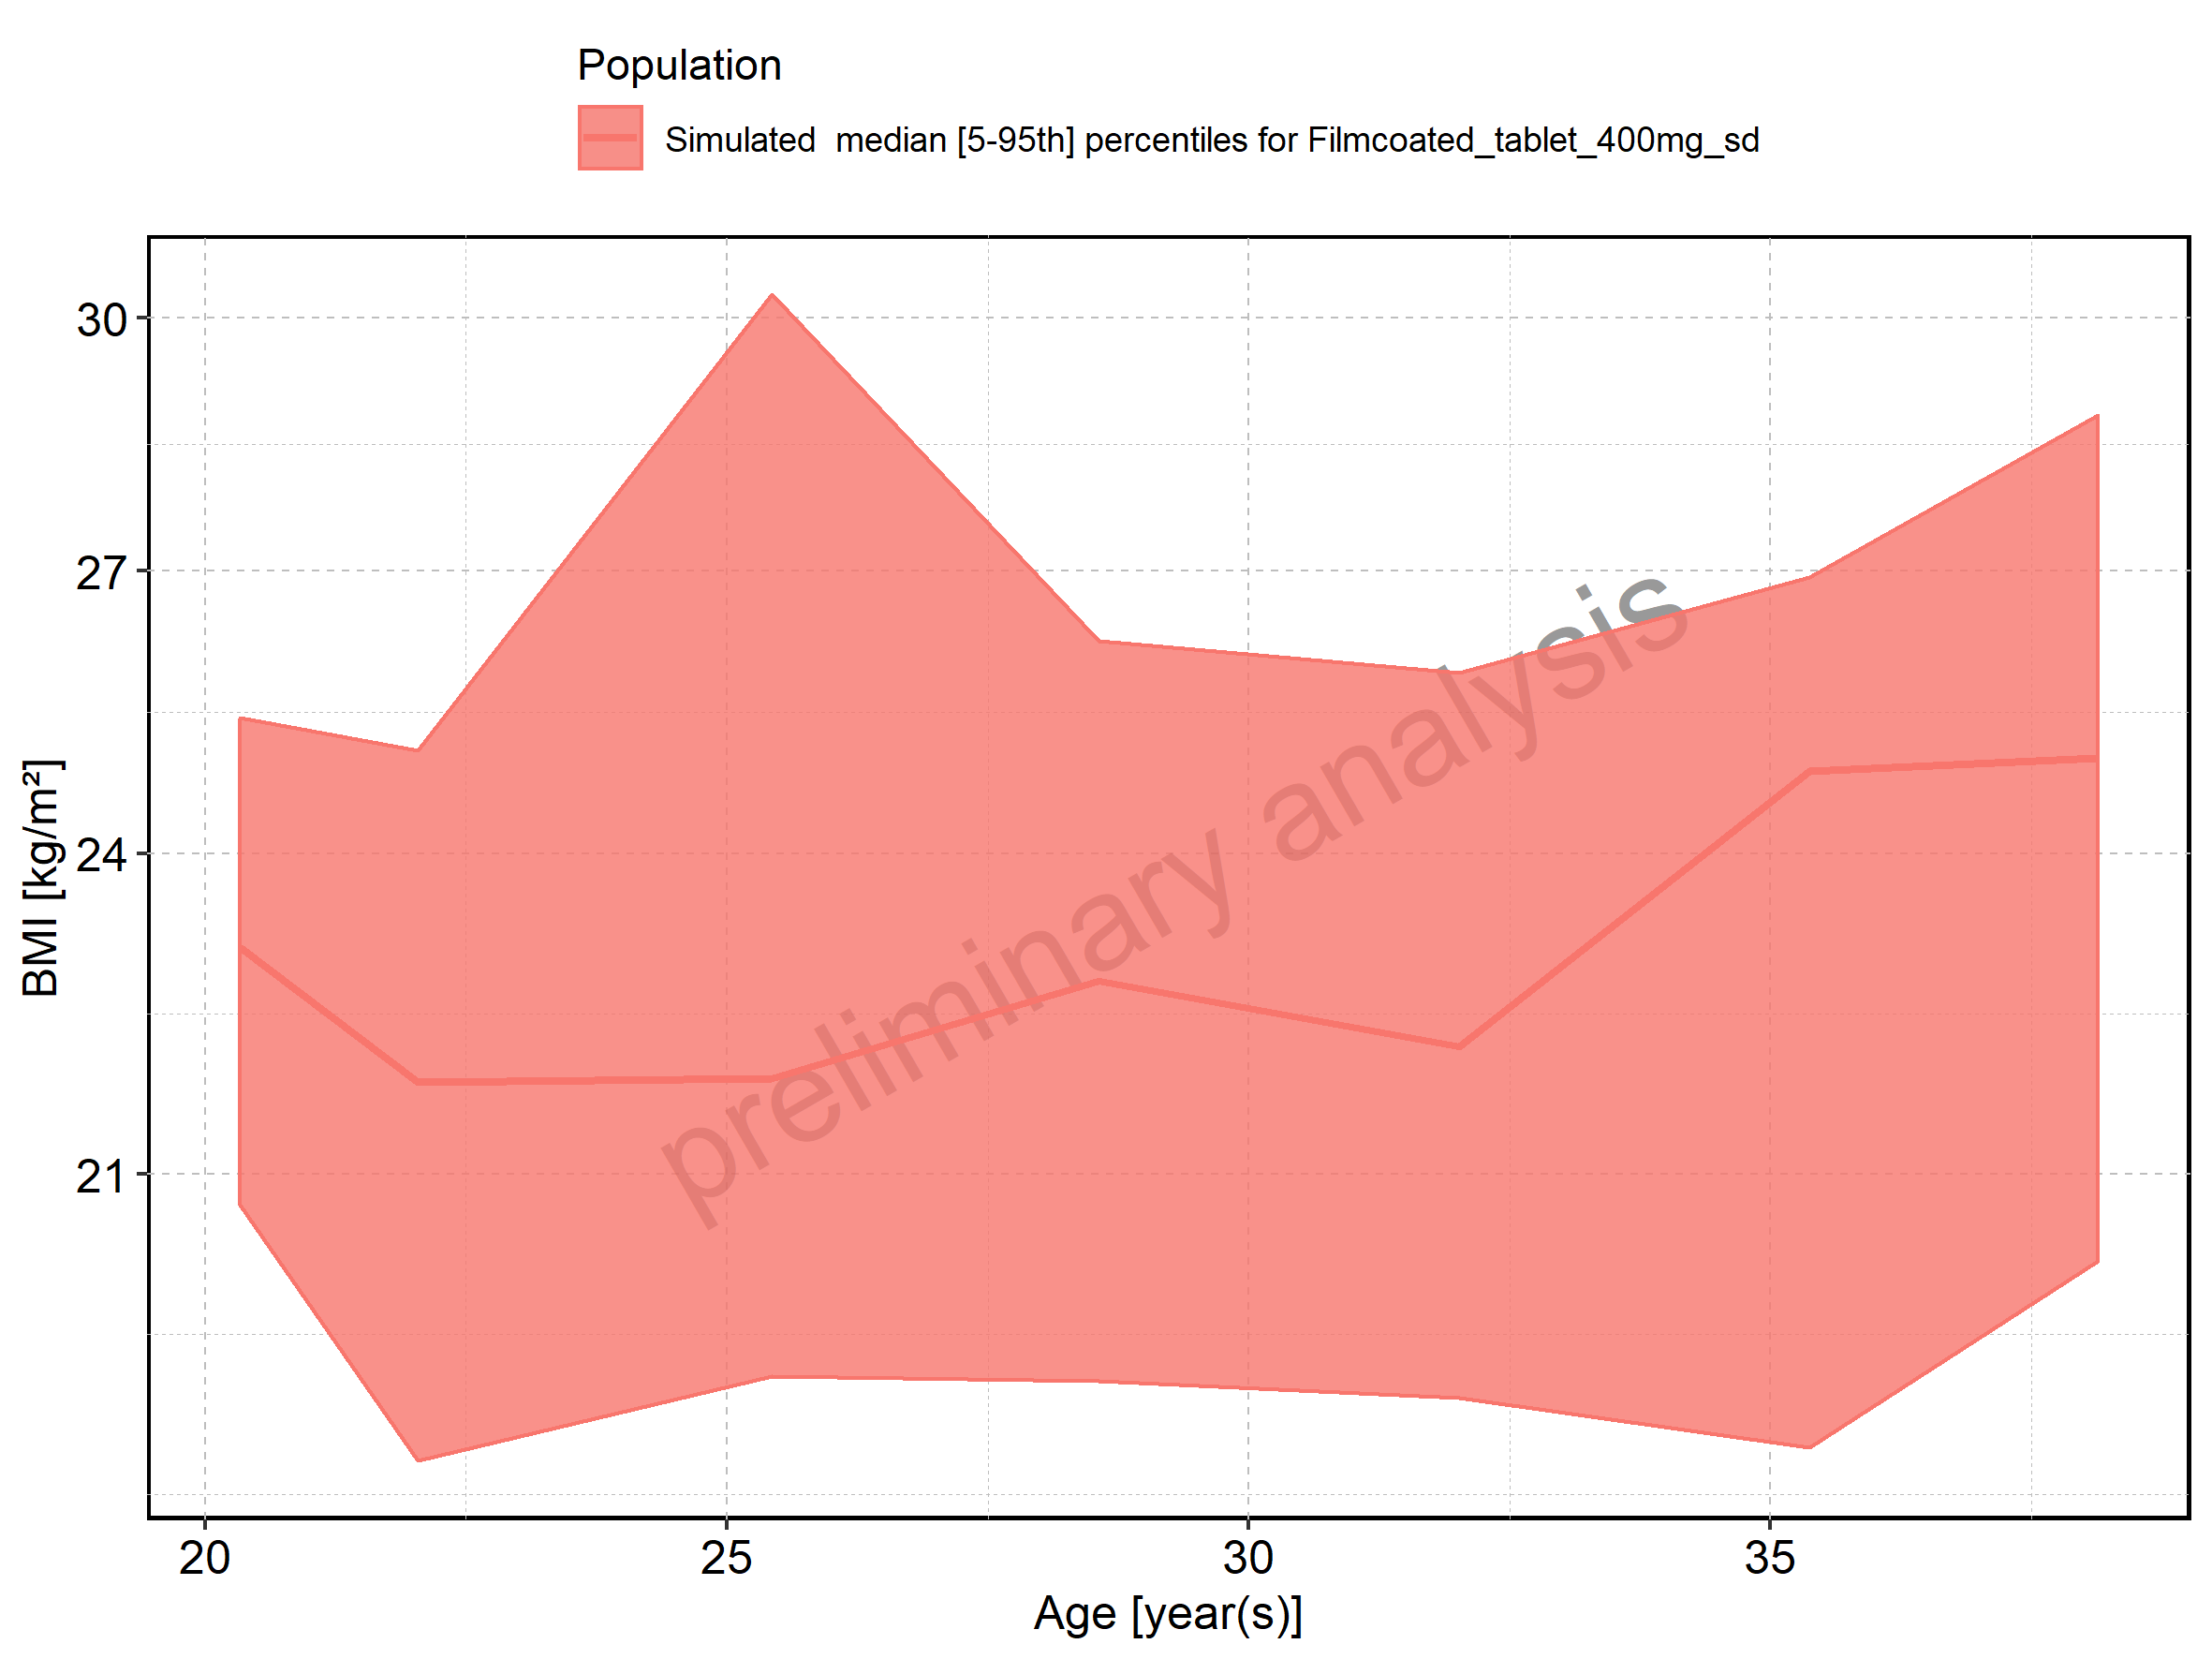 Population
Simulated  median [5-95th] percentiles for Filmcoated_tablet_400mg_sd
30
27
24
21
BMI [kg/m²]
preliminary analysis
20 25 30 35
Age [year(s)]